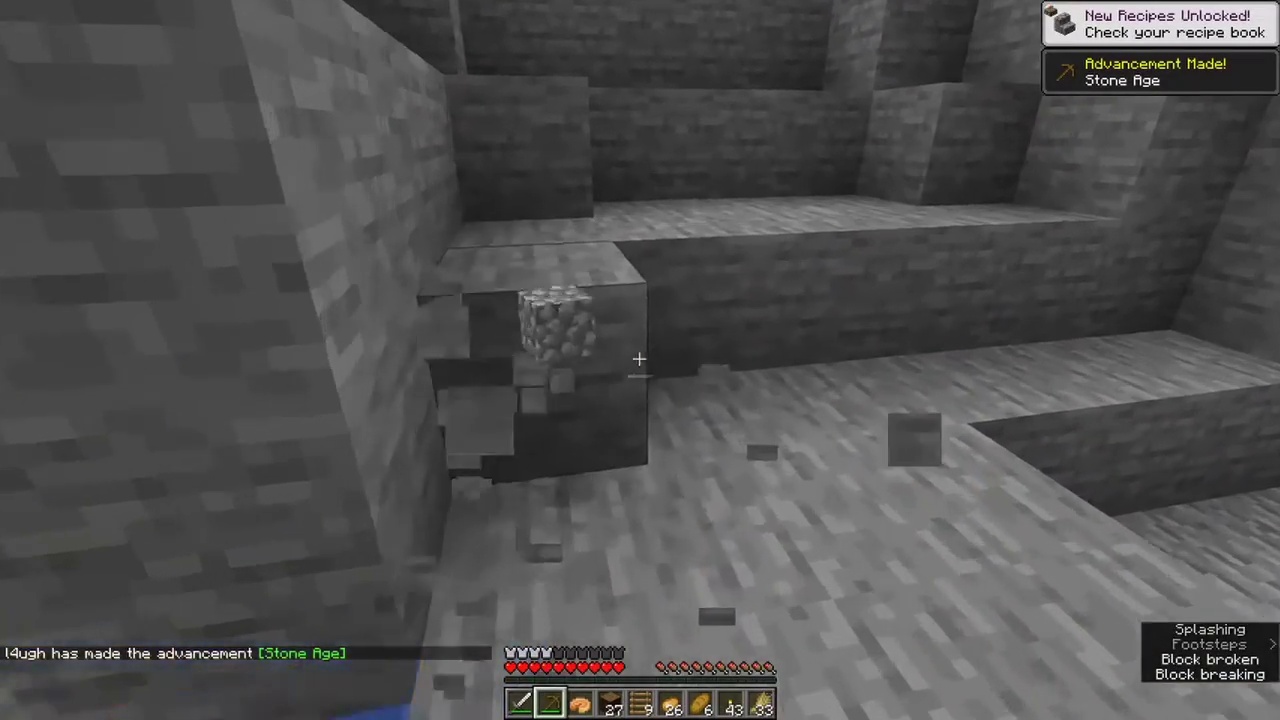 New Recipes Unlocked!
Check your recipe book
Advancement Made!
Stone Age
l4ugh has made the advancement [Stone Age]
Splashing
Footsteps >
Block broken
Block breaking
27
9
26
6
43
33